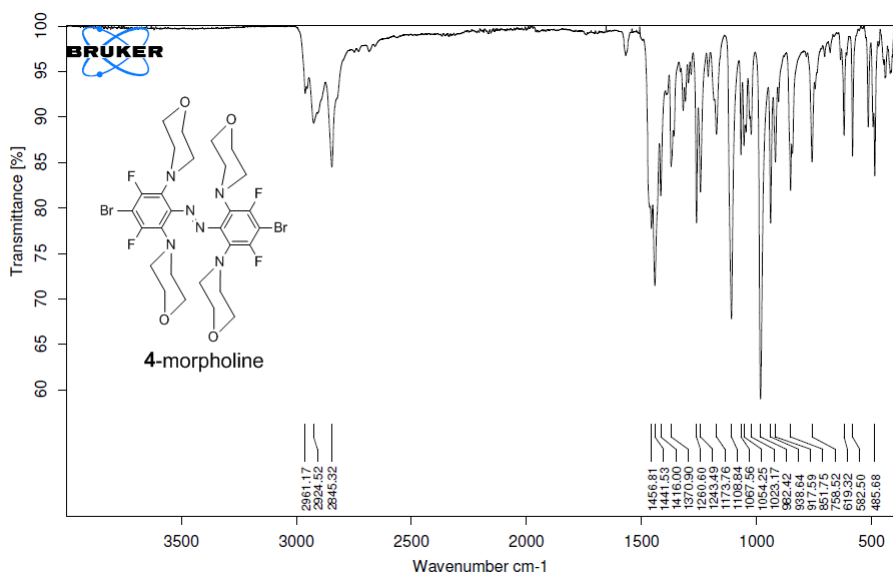 BRUKER
Transmittance [%]
100
95
90
85
80
75
70
65
60
O
O
N
N
F
F
Br
N
N
Br
F
F
N
N
O
O
4-morpholine
2961.17
2924.52
2845.32
1456.81
1441.53
1416.00
1370.90
1260.60
1243.49
1173.76
1108.84
1067.56
1054.25
1023.17
982.42
938.64
917.59
851.75
758.52
619.32
582.50
485.68
3500
3000
2500
2000
1500
1000
500
Wavenumber cm-1